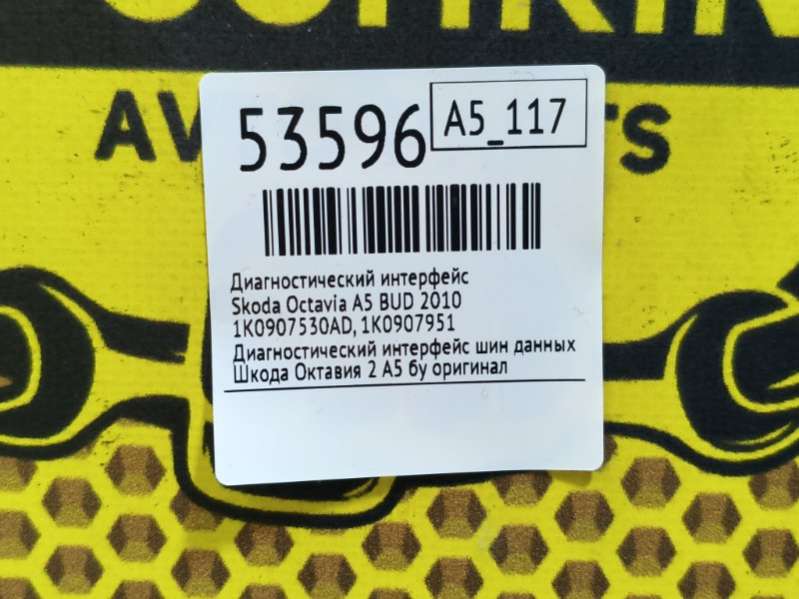 53596
A5_117
Диагностический интерфейс
Skoda Octavia A5 BUD 2010
1K0907530AD, 1K0907951
Диагностический интерфейс шин данных
Шкода Октавия 2 А5 бу оригинал